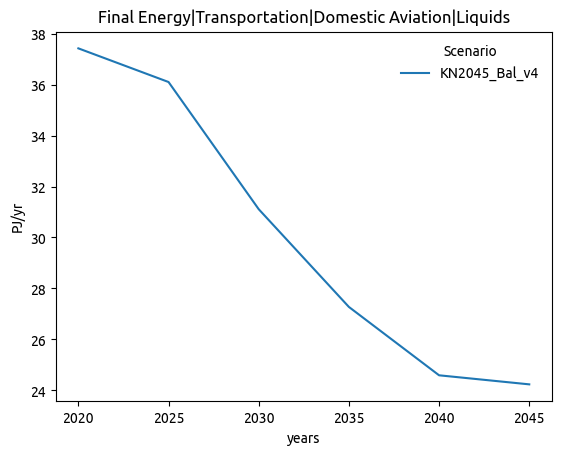 Final Energy|Transportation|Domestic Aviation|Liquids
38
36
34
32
30
28
26
24
PJ/yr
Scenario
KN2045_Bal_v4
2020 2025 2030 2035 2040 2045
years